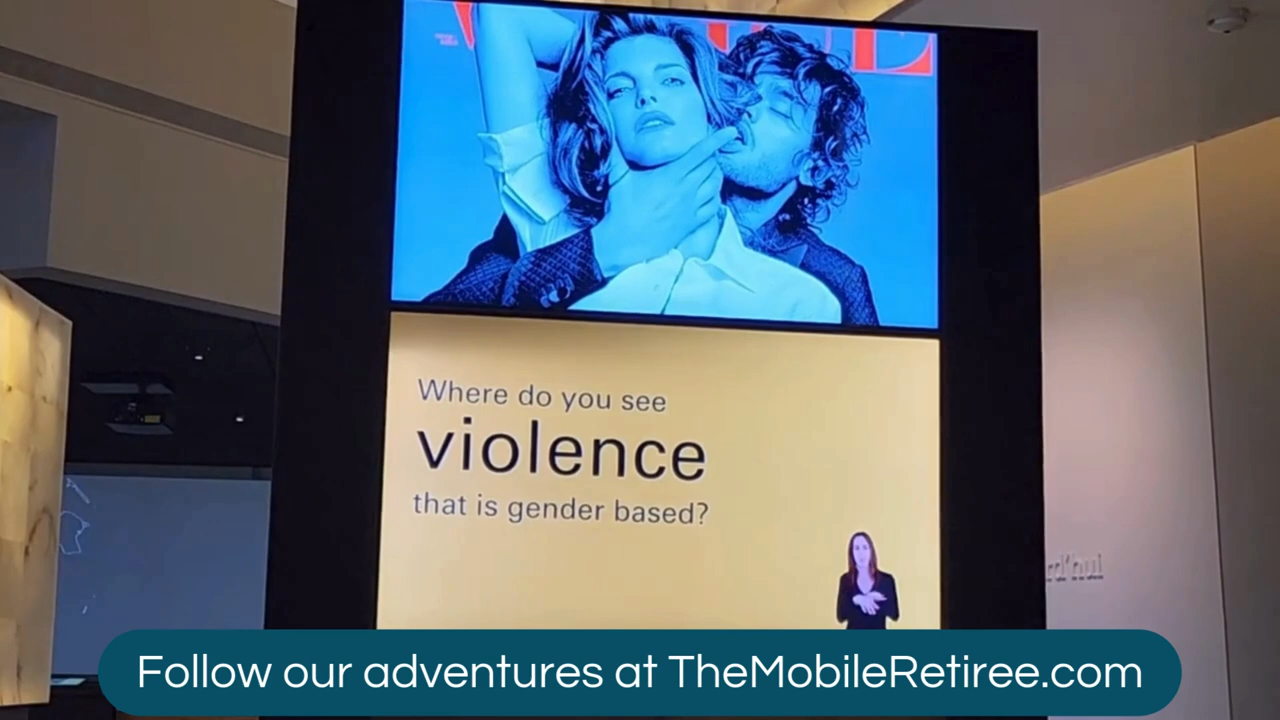 Where do you see
violence
that is gender based?
Follow our adventures at TheMobileRetiree.com